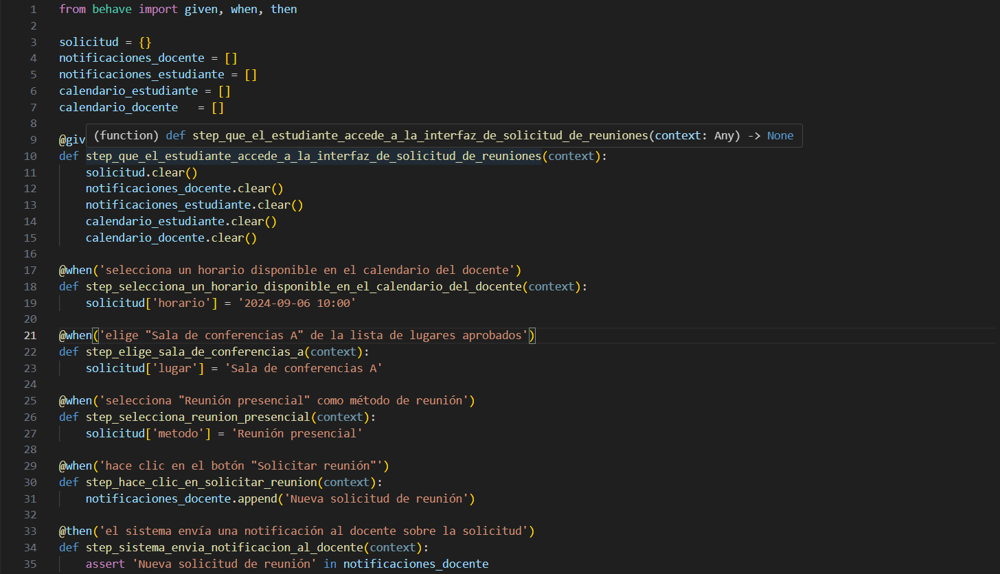 1 from behave import given, when, then
2
3 solicitud = {}
4 notificaciones_docente = []
5 notificaciones_estudiante = []
6 calendario_estudiante = []
7 calendario_docente   = []
8
(function) def step_que_el_estudiante_accede_a_la_interfaz_de_solicitud_de_reuniones(context: Any) -> None
9 @giv
10 def step_que_el_estudiante_accede_a_la_interfaz_de_solicitud_de_reuniones(context):
11     solicitud.clear()
12     notificaciones_docente.clear()
13     notificaciones_estudiante.clear()
14     calendario_estudiante.clear()
15     calendario_docente.clear()
16
17 @when('selecciona un horario disponible en el calendario del docente')
18 def step_selecciona_un_horario_disponible_en_el_calendario_del_docente(context):
19     solicitud['horario'] = '2024-09-06 10:00'
20
21 @when('elige "Sala de conferencias A" de la lista de lugares aprobados')
22 def step_elige_sala_de_conferencias_a(context):
23     solicitud['lugar'] = 'Sala de conferencias A'
24
25 @when('selecciona "Reunión presencial" como método de reunión')
26 def step_selecciona_reunion_presencial(context):
27     solicitud['metodo'] = 'Reunión presencial'
28
29 @when('hace clic en el botón "Solicitar reunión"')
30 def step_hace_clic_en_solicitar_reunion(context):
31     notificaciones_docente.append('Nueva solicitud de reunión')
32
33 @then('el sistema envía una notificación al docente sobre la solicitud')
34 def step_sistema_envia_notificacion_al_docente(context):
35     assert 'Nueva solicitud de reunión' in notificaciones_docente